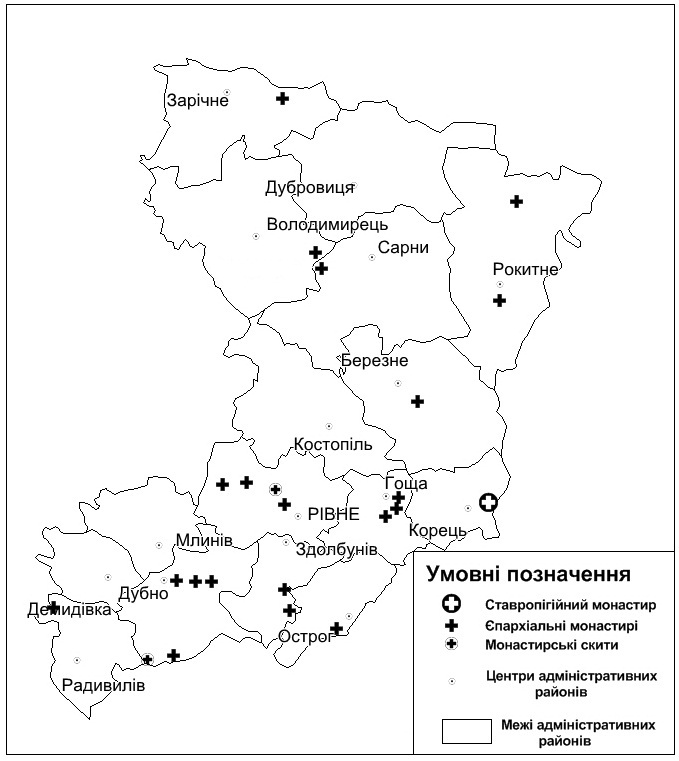 Зарічне
Дубровиця
Володимирець
Сарни
Рокитне
Березне
Костопіль
Гоща
РІВНЕ
Корець
Млинів
Здолбунів
Дубно
Демидівка
Острог
Радивилів
Умовні позначення
Ставропігійний монастир
Єпархіальні монастирі
Монастирські скити
Центри адміністративних
районів
Межі адміністративних
районів